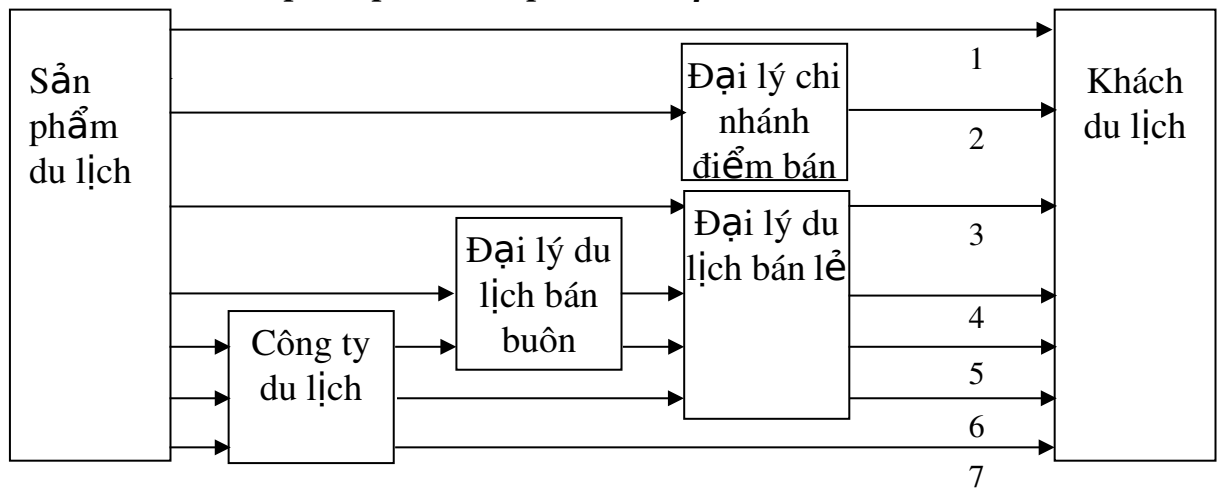 Sản
phẩm
du lịch
Đại lý chi
nhánh
điểm bán
Đại lý du
lịch bán lẻ
Đại lý du
lịch bán
buôn
Công ty
du lịch
Khách
du lịch
1
2
3
4
5
6
7